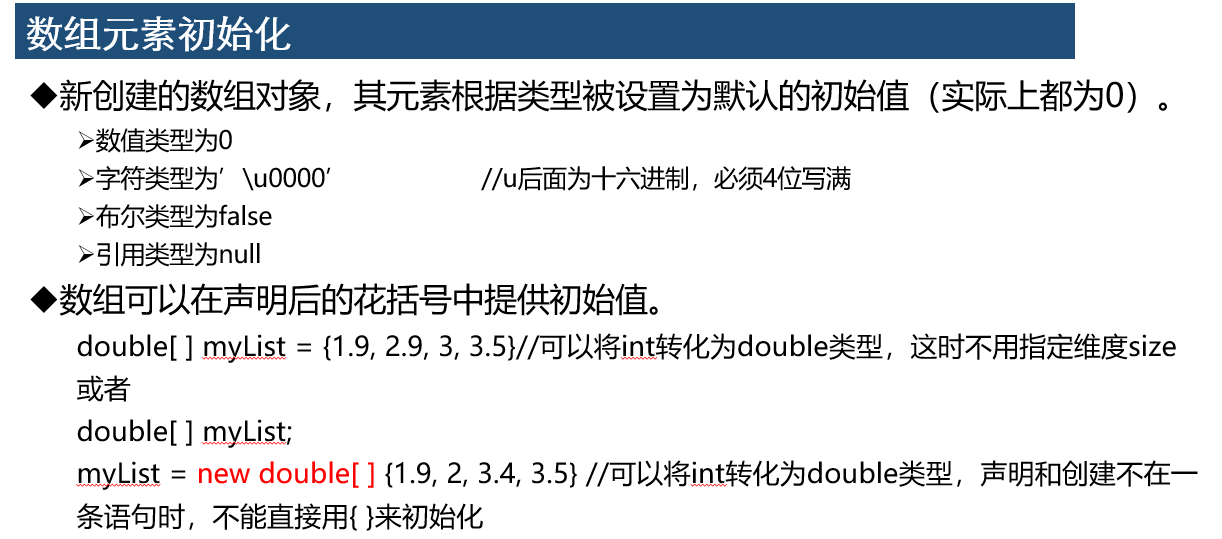 数组元素初始化
◆新创建的数组对象，其元素根据类型被设置为默认的初始值（实际上都为0）。
➢数值类型为0
➢字符类型为’\u0000’ //u后面为十六进制，必须4位写满
➢布尔类型为false
➢引用类型为null
◆数组可以在声明后的花括号中提供初始值。
double[ ] myList = {1.9, 2.9, 3, 3.5}//可以将int转化为double类型，这时不用指定维度size
或者
double[ ] myList;
myList = new double[ ] {1.9, 2, 3.4, 3.5} //可以将int转化为double类型，声明和创建不在一
条语句时，不能直接用{ }来初始化